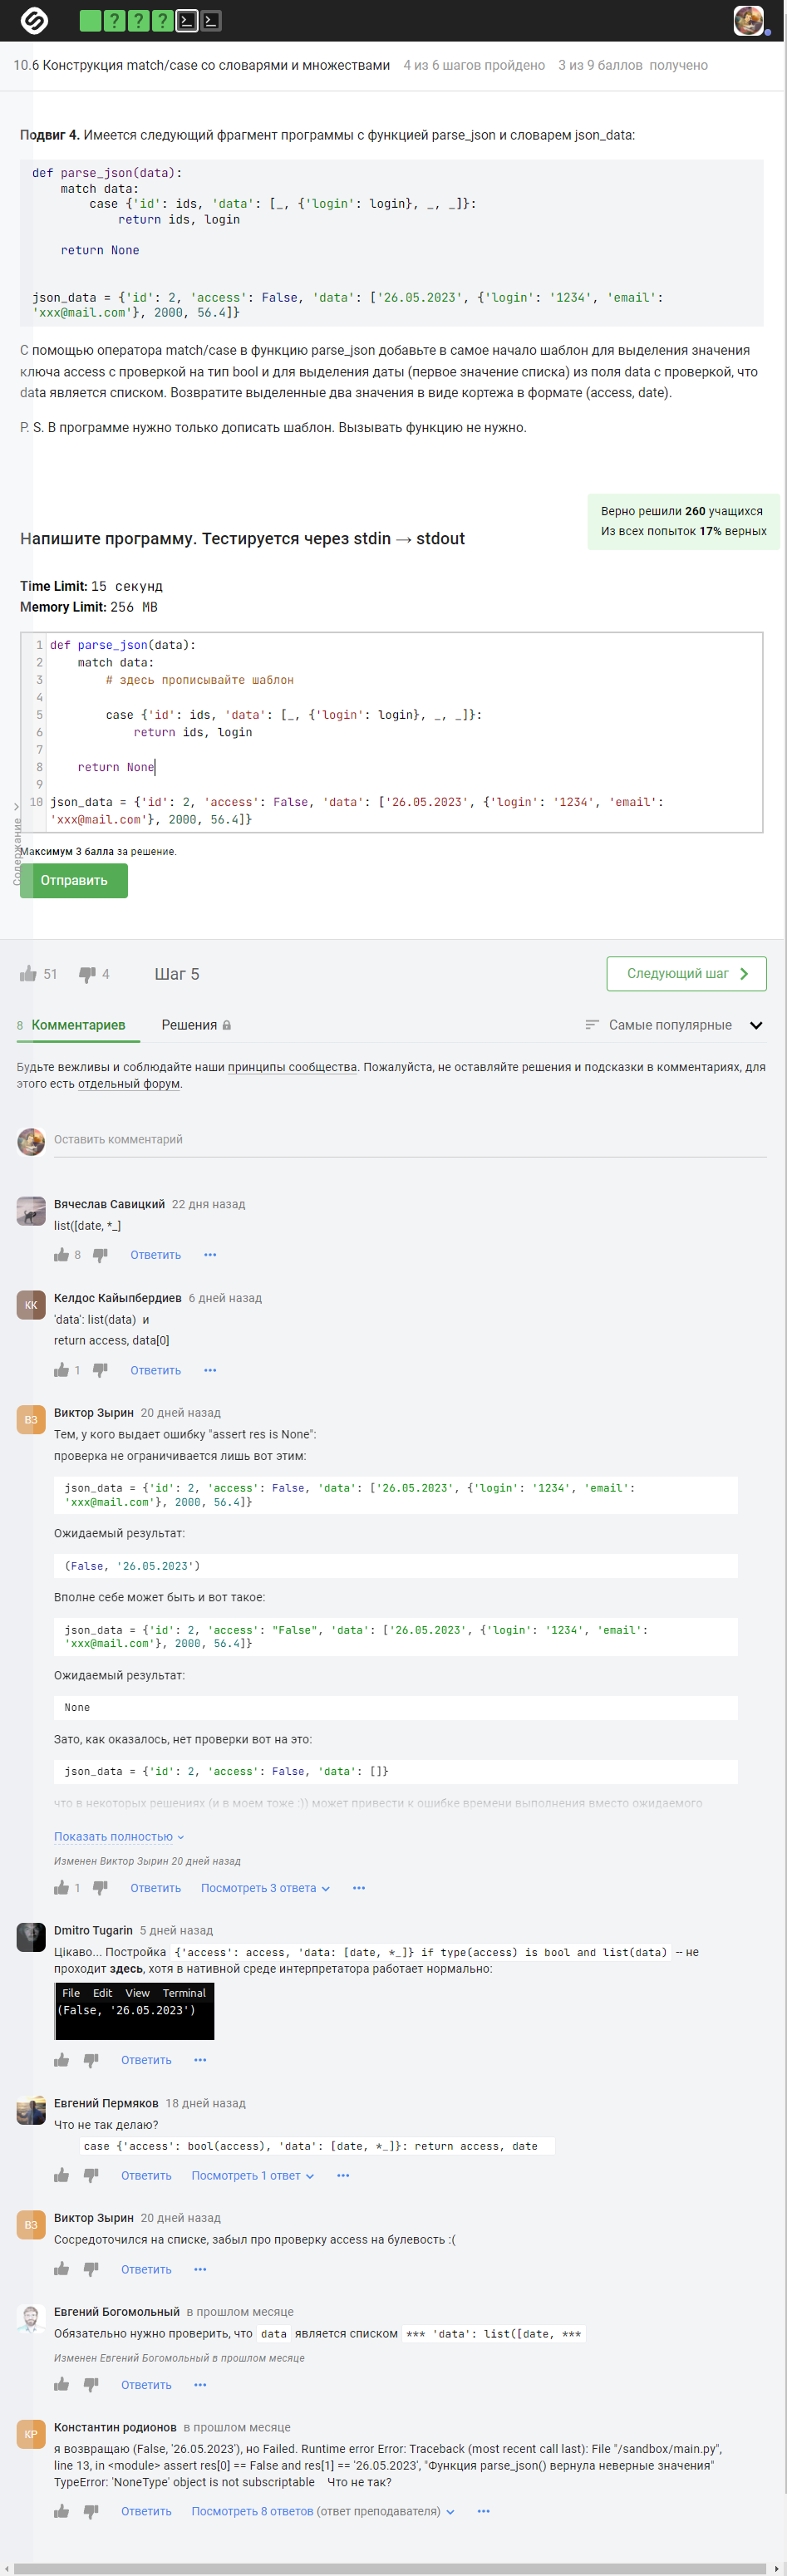 ? ? ?
10.6 Конструкция match/case со словарями и множествами 4 из 6 шагов пройдено 3 из 9 баллов получено
Подвиг 4. Имеется следующий фрагмент программы с функцией parse_json и словарем json_data:
def parse_json(data):
    match data:
        case {'id': ids, 'data': [_, {'login': login}, _, _]}:
            return ids, login
    return None
json_data = {'id': 2, 'access': False, 'data': ['26.05.2023', {'login': '1234', 'email':
'xxx@mail.com'}, 2000, 56.4]}
С помощью оператора match/case в функцию parse_json добавьте в самое начало шаблон для выделения значения
ключа access с проверкой на тип bool и для выделения даты (первое значение списка) из поля data с проверкой, что
data является списком. Возвратите выделенные два значения в виде кортежа в формате (access, date).
P. S. В программе нужно только дописать шаблон. Вызывать функцию не нужно.
Верно решили 260 учащихся
Из всех попыток 17% верных
Напишите программу. Тестируется через stdin → stdout
Time Limit: 15 секунд
Memory Limit: 256 MB
1 def parse_json(data):
2     match data:
3         # здесь прописывайте шаблон
4
5         case {'id': ids, 'data': [_, {'login': login}, _, _]}:
6             return ids, login
7
8     return None
9
10 json_data = {'id': 2, 'access': False, 'data': ['26.05.2023', {'login': '1234', 'email':
'xxx@mail.com'}, 2000, 56.4]}
Содержание
Максимум 3 балла за решение.
Отправить
51 4 Шаг 5 Следующий шаг
8 Комментариев Решения Самые популярные
Будьте вежливы и соблюдайте наши принципы сообщества. Пожалуйста, не оставляйте решения и подсказки в комментариях, для
этого есть отдельный форум.
Оставить комментарий
Вячеслав Савицкий 22 дня назад
list([date, *_]
8 Ответить •••
КК Келдос Кайыпбердиев 6 дней назад
'data': list(data) и
return access, data[0]
1 Ответить •••
ВЗ Виктор Зырин 20 дней назад
Тем, у кого выдает ошибку "assert res is None":
проверка не ограничивается лишь вот этим:
json_data = {'id': 2, 'access': False, 'data': ['26.05.2023', {'login': '1234', 'email':
'xxx@mail.com'}, 2000, 56.4]}
Ожидаемый результат:
(False, '26.05.2023')
Вполне себе может быть и вот такое:
json_data = {'id': 2, 'access': "False", 'data': ['26.05.2023', {'login': '1234', 'email':
'xxx@mail.com'}, 2000, 56.4]}
Ожидаемый результат:
None
Зато, как оказалось, нет проверки вот на это:
json_data = {'id': 2, 'access': False, 'data': []}
что в некоторых решениях (и в моем тоже :)) может привести к ошибке времени выполнения вместо ожидаемого
Показать полностью
Изменен Виктор Зырин 20 дней назад
1 Ответить Посмотреть 3 ответа •••
Dmitro Tugarin 5 дней назад
Цікаво... Постройка {'access': access, 'data: [date, *_]} if type(access) is bool and list(data) -- не
проходит здесь, хотя в нативной среде интерпретатора работает нормально:
File Edit View Terminal
(False, '26.05.2023')
Ответить •••
Евгений Пермяков 18 дней назад
Что не так делаю?
case {'access': bool(access), 'data': [date, *_]}: return access, date
Ответить Посмотреть 1 ответ •••
ВЗ Виктор Зырин 20 дней назад
Сосредоточился на списке, забыл про проверку access на булевость :(
Ответить •••
Евгений Богомольный в прошлом месяце
Обязательно нужно проверить, что data является списком *** 'data': list([date, ***
Изменен Евгений Богомольный в прошлом месяце
Ответить •••
КР Константин родионов в прошлом месяце
я возвращаю (False, '26.05.2023'), но Failed. Runtime error Error: Traceback (most recent call last): File "/sandbox/main.py",
line 13, in <module> assert res[0] == False and res[1] == '26.05.2023', "Функция parse_json() вернула неверные значения"
TypeError: 'NoneType' object is not subscriptable Что не так?
Ответить Посмотреть 8 ответов (ответ преподавателя) •••